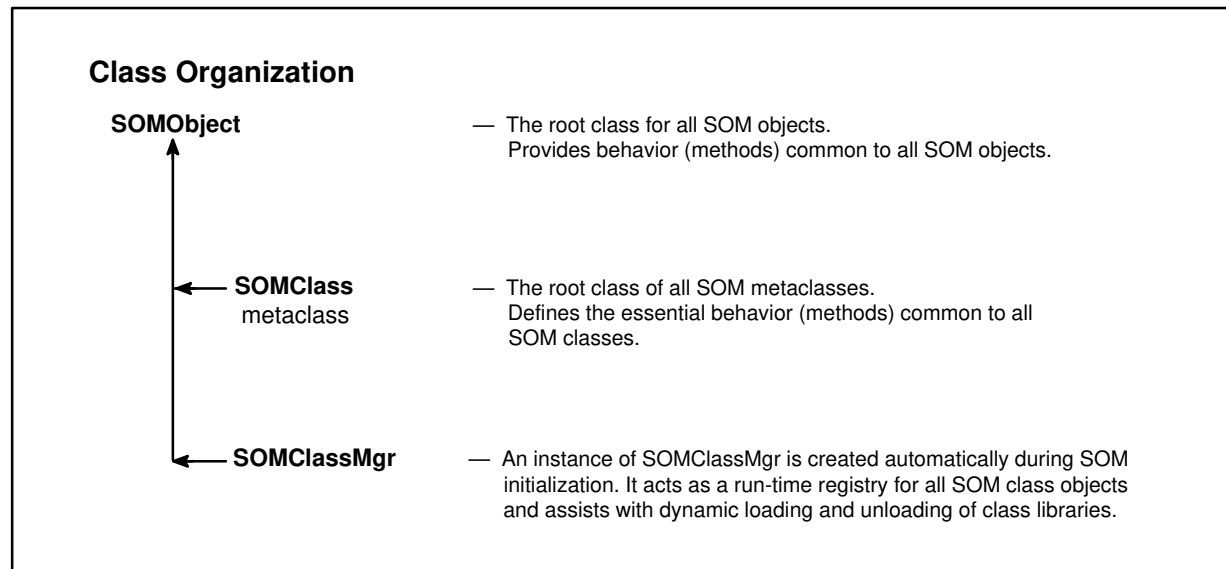 Class Organization
SOMObject — The root class for all SOM objects.
Provides behavior (methods) common to all SOM objects.
SOMClass — The root class of all SOM metaclasses.
metaclass Defines the essential behavior (methods) common to all
SOM classes.
SOMClassMgr — An instance of SOMClassMgr is created automatically during SOM
initialization. It acts as a run-time registry for all SOM class objects
and assists with dynamic loading and unloading of class libraries.